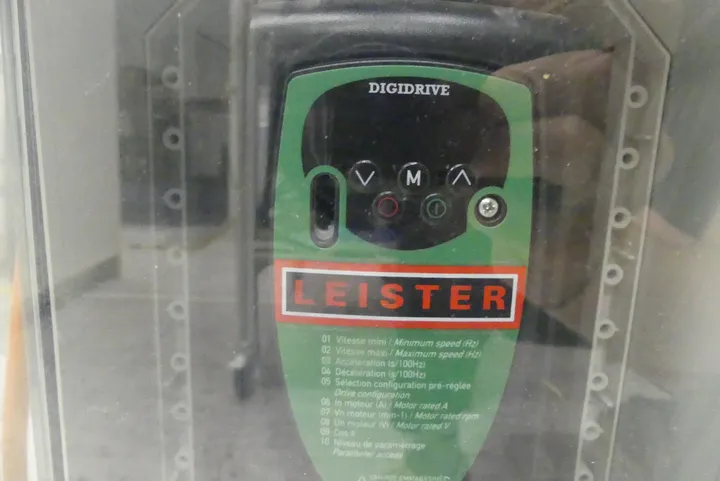 DIGIDRIVE
M
LEISTER
01 Vitesse mini / Minimum speed (Hz)
02 Vitesse maxi / Maximum speed (Hz)
03 Accélération (s/100Hz)
04 Décélération (s/100Hz)
05 Sélection configuration pré-réglée
Drive configuration
06 In moteur (A) / Motor rated A
07 Vn moteur (min-1) / Motor rated rpm
08 Un moteur (V) / Motor rated V
09 Cos
10 Niveau de paramétrage
Parameter access